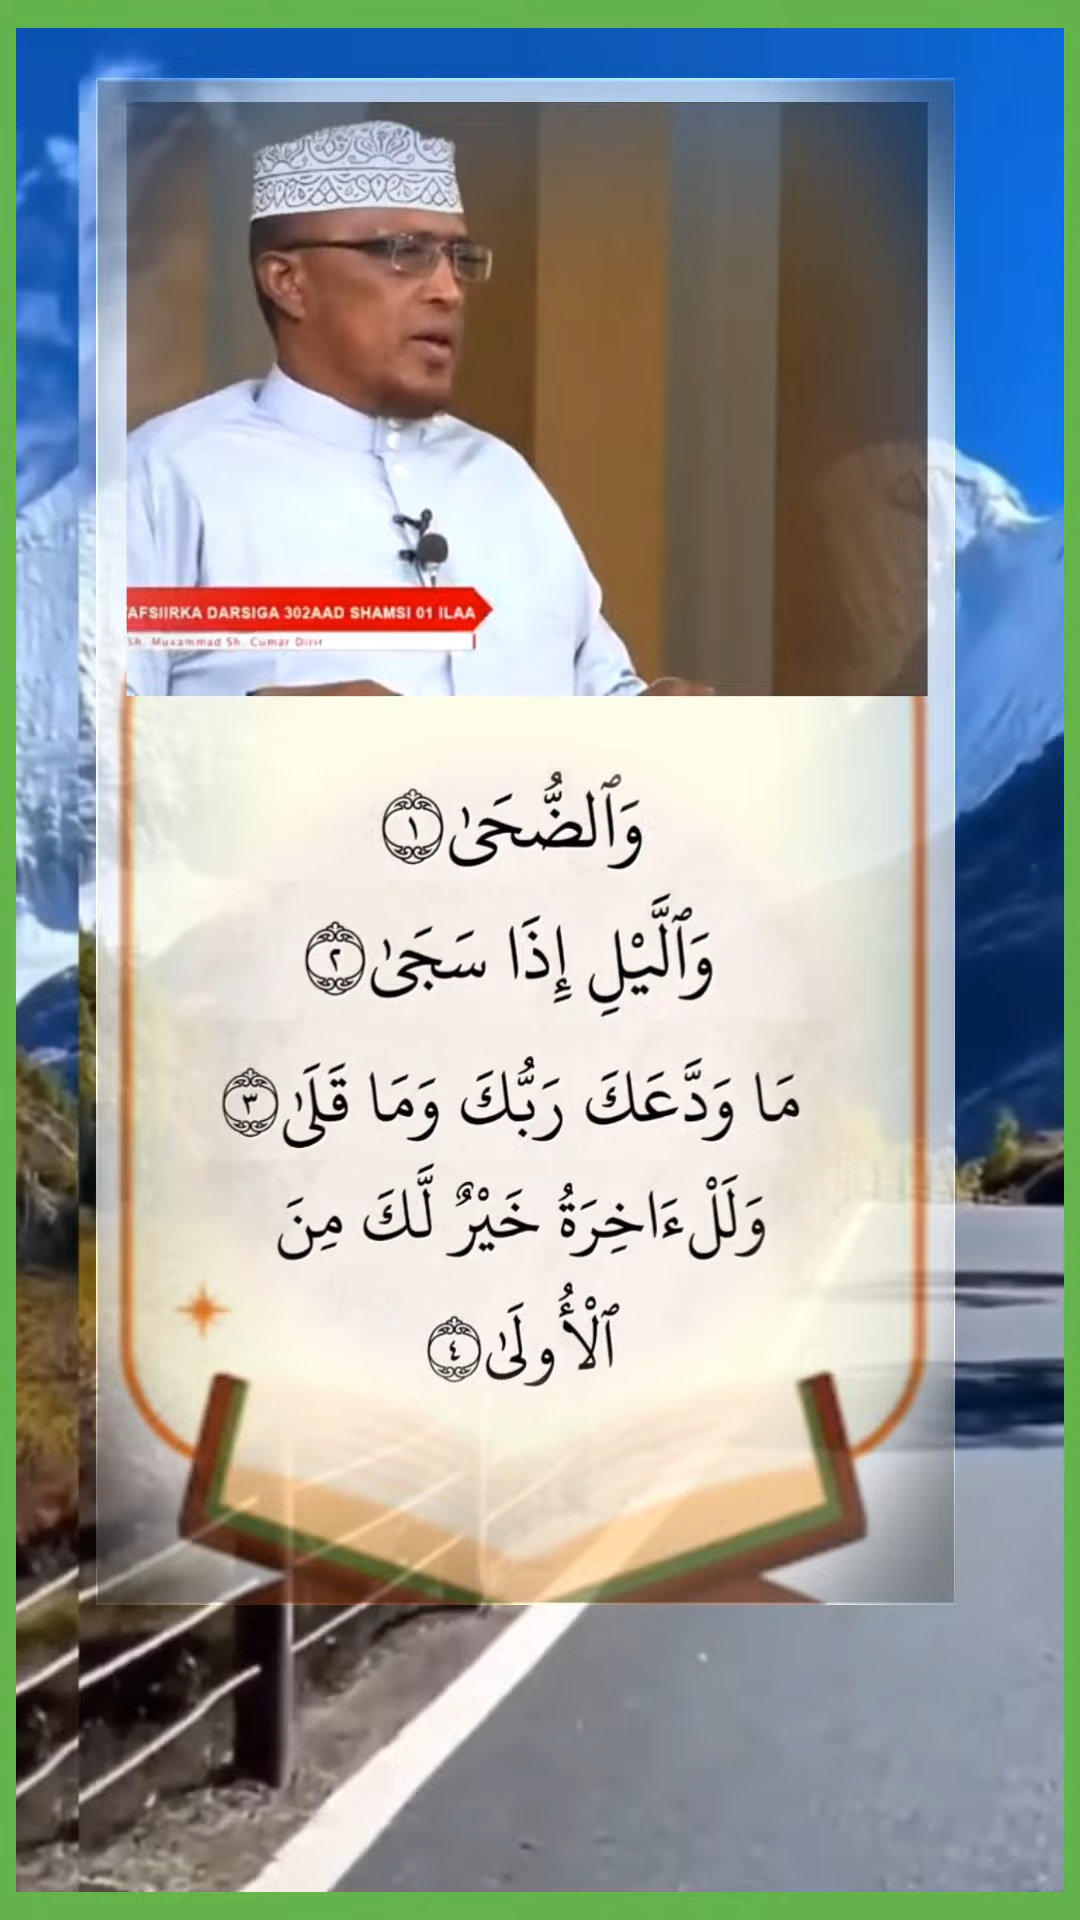 AFSIIRKA DARSIGA 302AAD SHAMSI 01 ILAA
Sh. Muxammad Sh. Cumar Dirir
وَٱلضُّحَىٰ ١
وَٱلَّيْلِ إِذَا سَجَىٰ ٢
مَا وَدَّعَكَ رَبُّكَ وَمَا قَلَىٰ ٣
وَلَلْءَاخِرَةُ خَيْرٌ لَّكَ مِنَ
ٱلْأُولَىٰ ٤